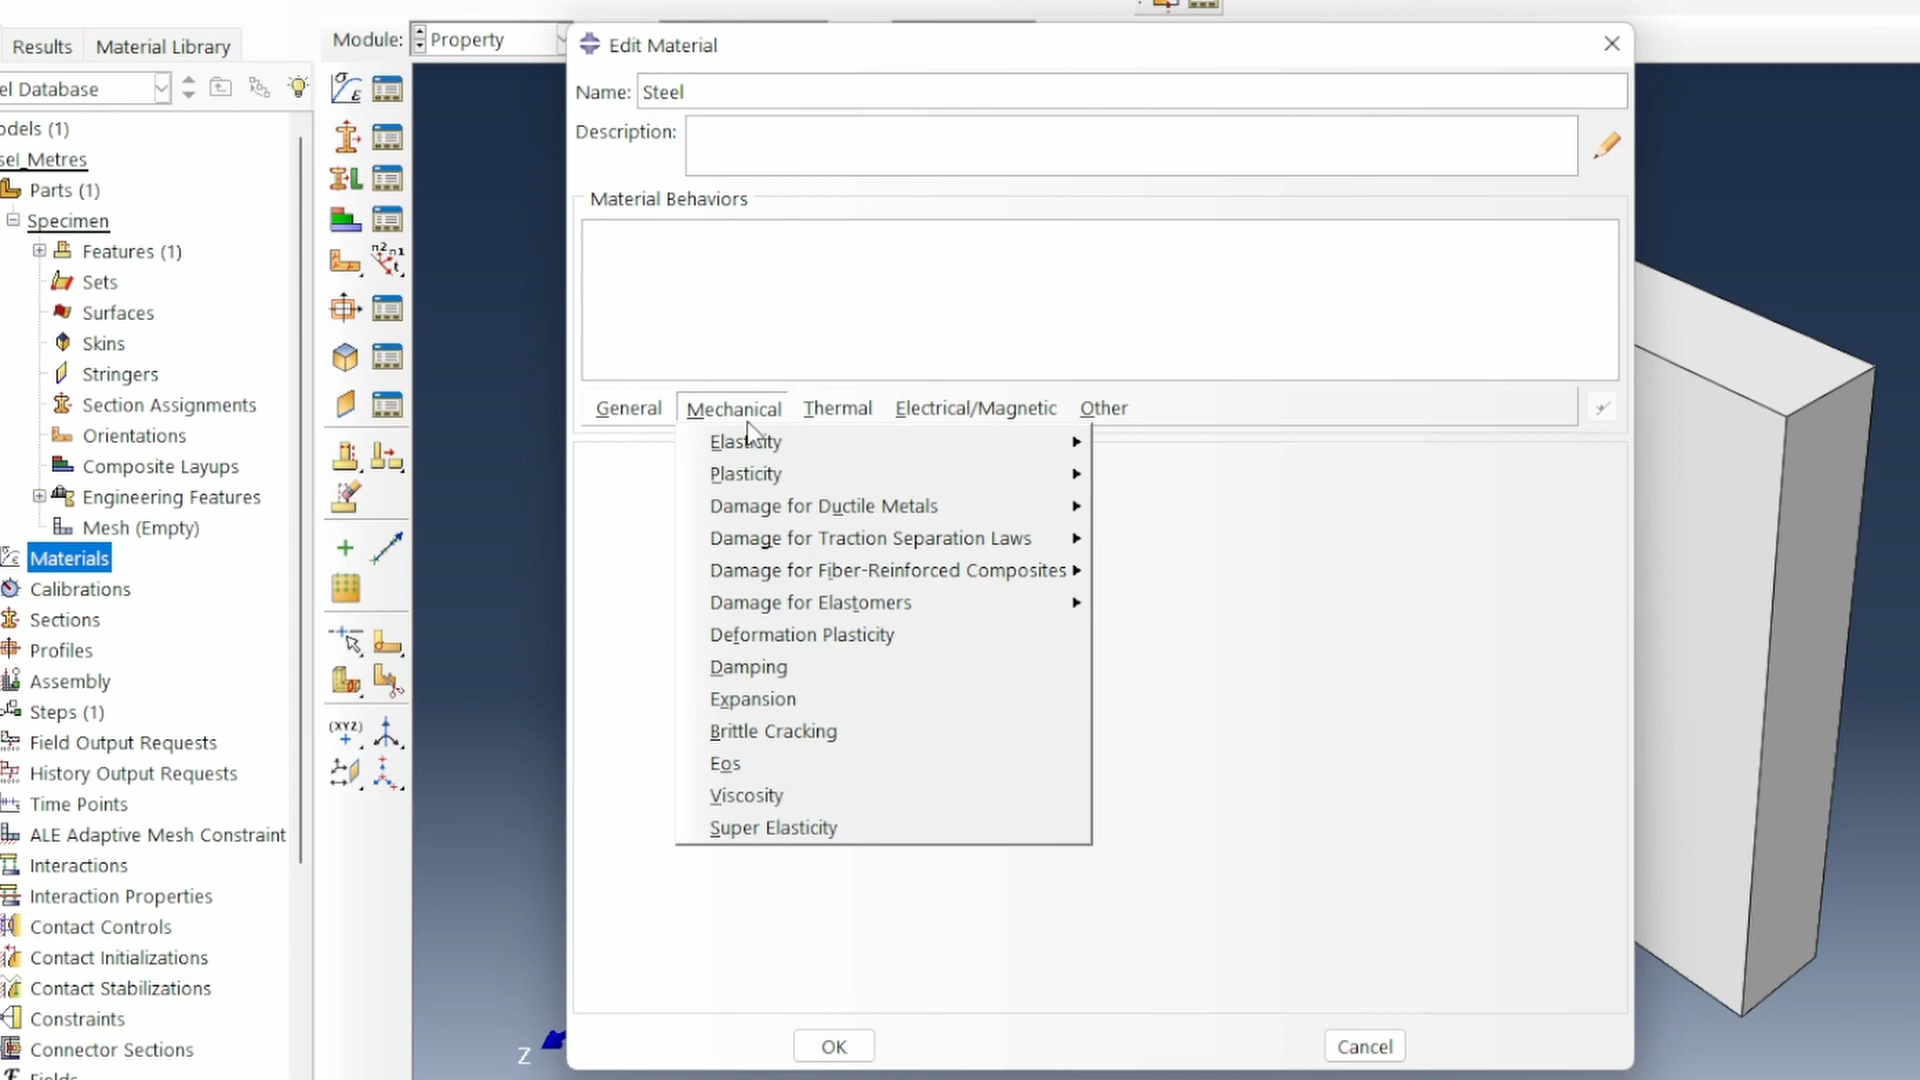 Results
Material Library
Module:
Property
el Database
odels (1)
sel_Metres
Parts (1)
Specimen
Features (1)
Sets
Surfaces
Skins
Stringers
Section Assignments
Orientations
Composite Layups
Engineering Features
Mesh (Empty)
Materials
Calibrations
Sections
Profiles
Assembly
Steps (1)
Field Output Requests
History Output Requests
Time Points
ALE Adaptive Mesh Constraint
Interactions
Interaction Properties
Contact Controls
Contact Initializations
Contact Stabilizations
Constraints
Connector Sections
Fields
σ
ε
n2
n1
t
(XYZ)
Edit Material
Name: Steel
Description:
Material Behaviors
General Mechanical Thermal Electrical/Magnetic Other
Elasticity
Plasticity
Damage for Ductile Metals
Damage for Traction Separation Laws
Damage for Fiber-Reinforced Composites
Damage for Elastomers
Deformation Plasticity
Damping
Expansion
Brittle Cracking
Eos
Viscosity
Super Elasticity
OK
Cancel
Z